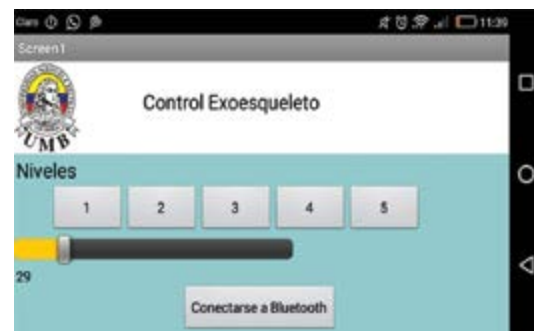 Claro 11:39
Screen1
UMB
Control Exoesqueleto
Niveles
1 2 3 4 5
29
Conectarse a Bluetooth